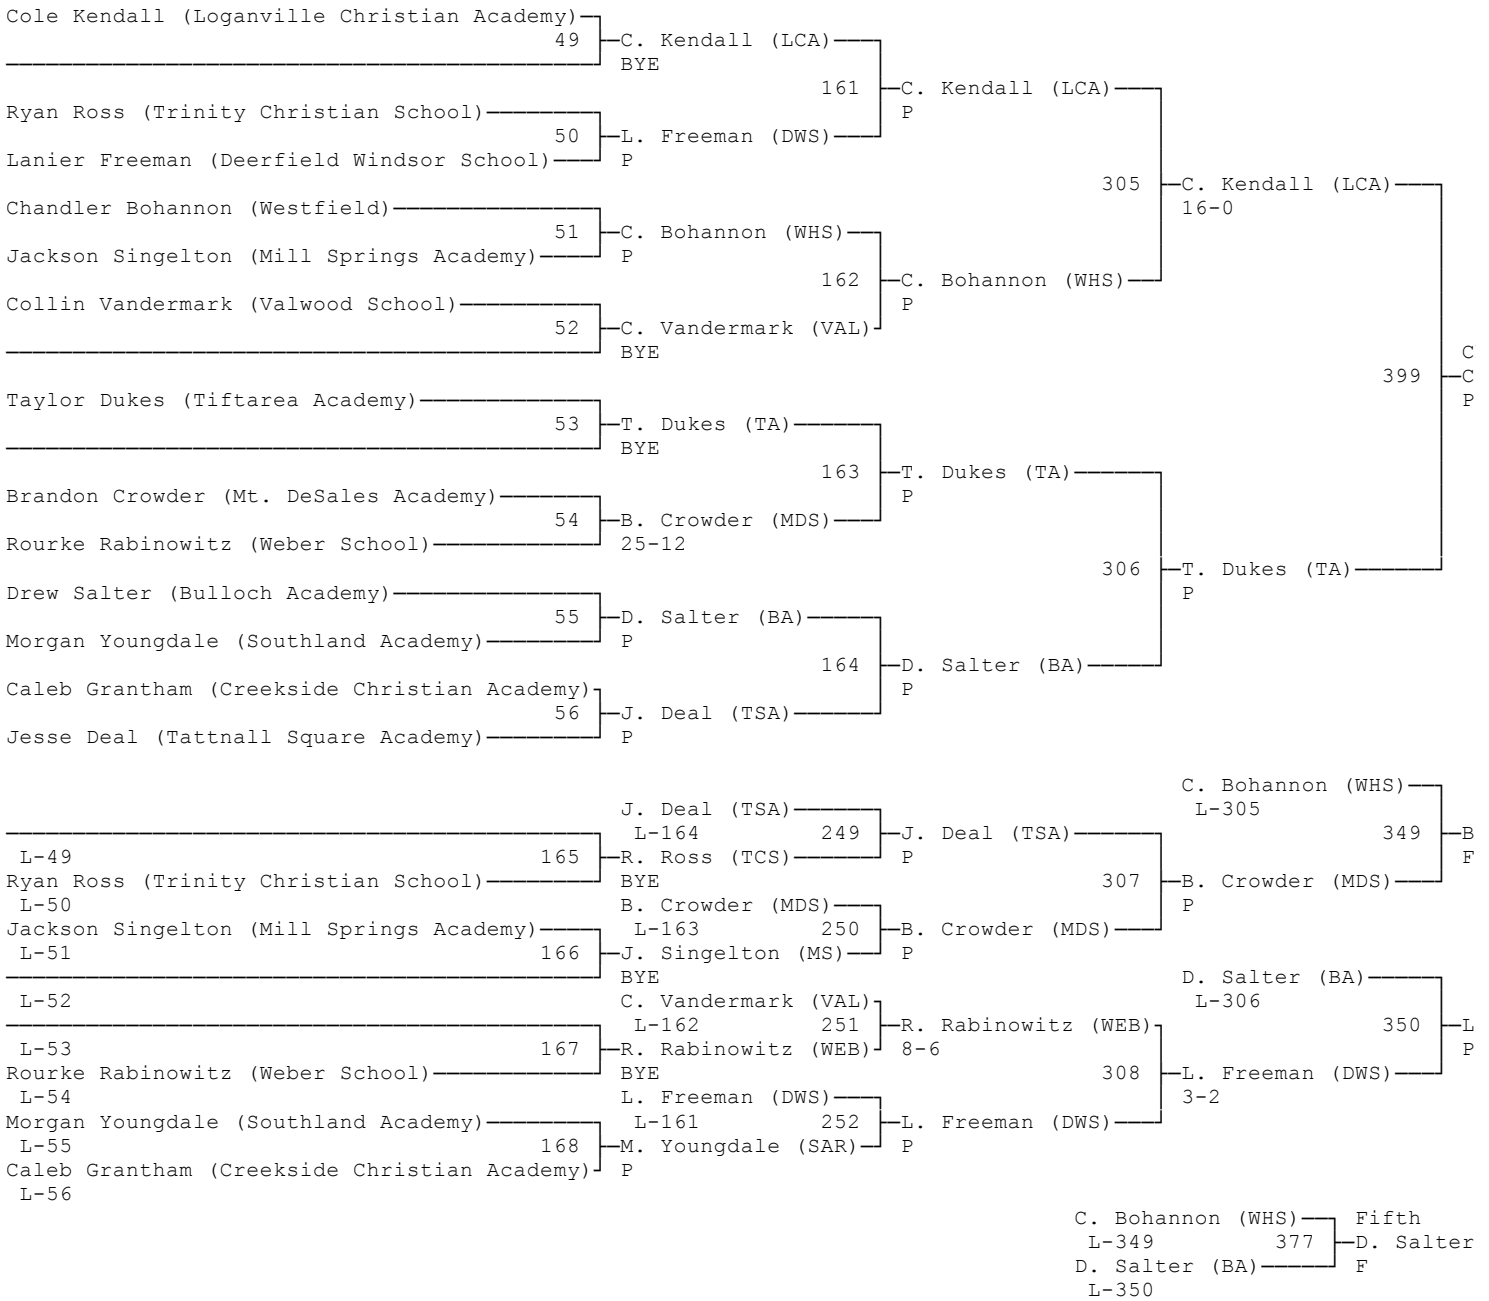 Cole Kendall (Loganville Christian Academy)
49 C. Kendall (LCA)
BYE
161 C. Kendall (LCA)
Ryan Ross (Trinity Christian School) P
50 L. Freeman (DWS)
Lanier Freeman (Deerfield Windsor School) P
305 C. Kendall (LCA)
Chandler Bohannon (Westfield) 16-0
51 C. Bohannon (WHS)
Jackson Singelton (Mill Springs Academy) P
162 C. Bohannon (WHS)
Collin Vandermark (Valwood School) P
52 C. Vandermark (VAL)
BYE C
399 C
Taylor Dukes (Tiftarea Academy) P
53 T. Dukes (TA)
BYE
163 T. Dukes (TA)
Brandon Crowder (Mt. DeSales Academy) P
54 B. Crowder (MDS)
Rourke Rabinowitz (Weber School) 25-12
306 T. Dukes (TA)
Drew Salter (Bulloch Academy) P
55 D. Salter (BA)
Morgan Youngdale (Southland Academy) P
164 D. Salter (BA)
Caleb Grantham (Creekside Christian Academy) P
56 J. Deal (TSA)
Jesse Deal (Tattnall Square Academy) P
C. Bohannon (WHS)
J. Deal (TSA) L-305
L-164 249 J. Deal (TSA) 349 B
L-49 165 R. Ross (TCS) P F
Ryan Ross (Trinity Christian School) BYE 307 B. Crowder (MDS)
L-50 B. Crowder (MDS) P
Jackson Singelton (Mill Springs Academy) L-163 250 B. Crowder (MDS)
L-51 166 J. Singelton (MS) P
BYE D. Salter (BA)
L-52 C. Vandermark (VAL) L-306
L-162 251 R. Rabinowitz (WEB) 350 L
L-53 167 R. Rabinowitz (WEB) 8-6 P
Rourke Rabinowitz (Weber School) BYE 308 L. Freeman (DWS)
L-54 L. Freeman (DWS) 3-2
Morgan Youngdale (Southland Academy) L-161 252 L. Freeman (DWS)
L-55 168 M. Youngdale (SAR) P
Caleb Grantham (Creekside Christian Academy) P
L-56
C. Bohannon (WHS) Fifth
L-349 377 D. Salter
D. Salter (BA) F
L-350